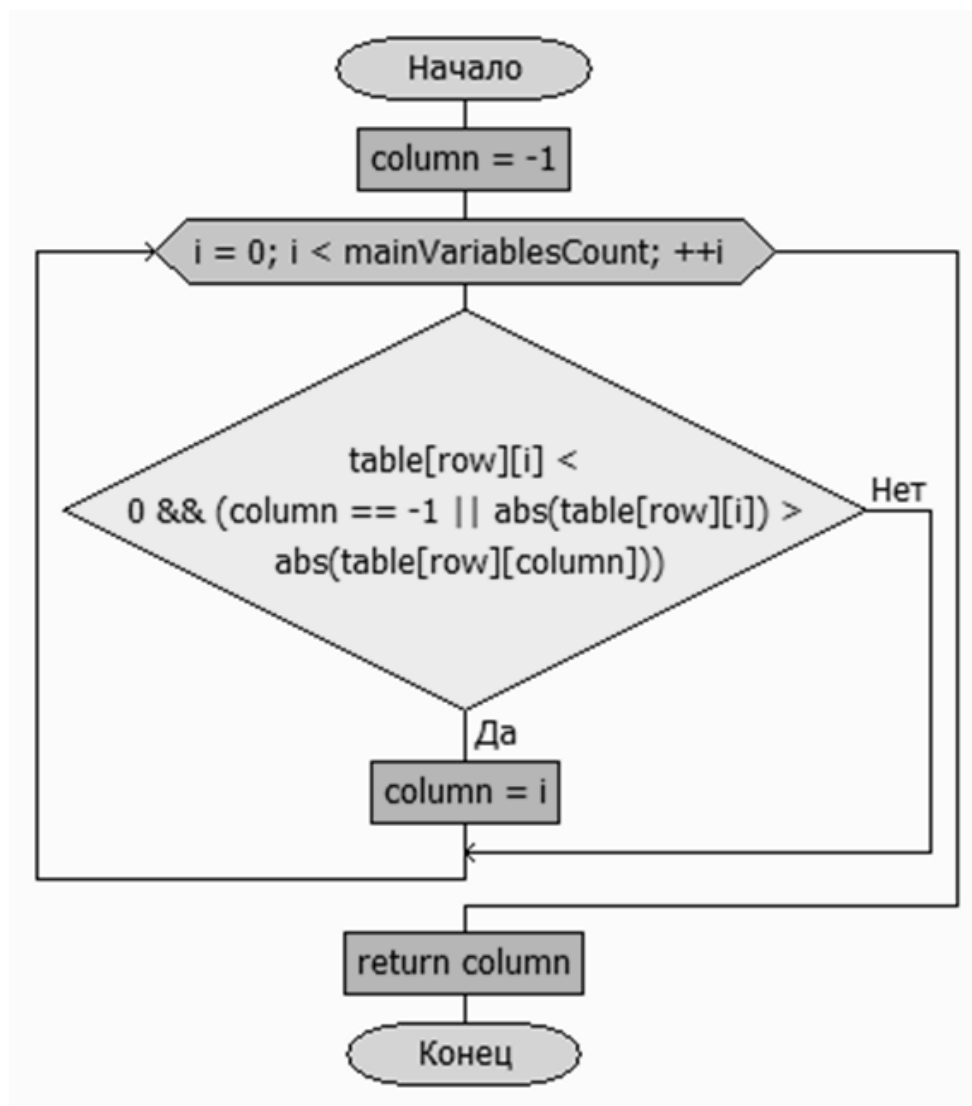 Начало
column = -1
i = 0; i < mainVariablesCount; ++i
table[row][i] <
0 && (column == -1 || abs(table[row][i]) >
abs(table[row][column]))
Нет
Да
column = i
return column
Конец